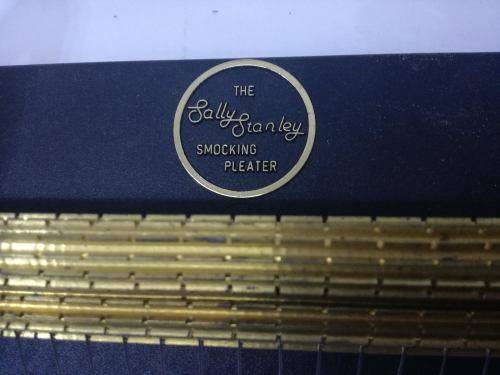 THE
Sally
Stanley
SMOCKING
PLEATER